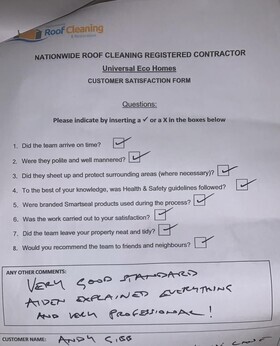 Roof Cleaning
NATIONWIDE ROOF CLEANING REGISTERED CONTRACTOR
Universal Eco Homes
CUSTOMER SATISFACTION FORM
Questions:
Please indicate by inserting a ✓ or a X in the boxes below
1. Did the team arrive on time? ✓
2. Were they polite and well mannered? ✓
3. Did they sheet up and protect surrounding areas (where necessary)? ✓
4. To the best of your knowledge, was Health & Safety guidelines followed? ✓
5. Were branded Smartseal products used during the process? ✓
6. Was the work carried out to your satisfaction? ✓
7. Did the team leave your property neat and tidy? ✓
8. Would you recommend the team to friends and neighbours? ✓
ANY OTHER COMMENTS:
VERY GOOD STANDARD
AIDEN EXPLAINED EVERYTHING
AND VERY PROFESSIONAL!
CUSTOMER NAME: ANDY GIBB